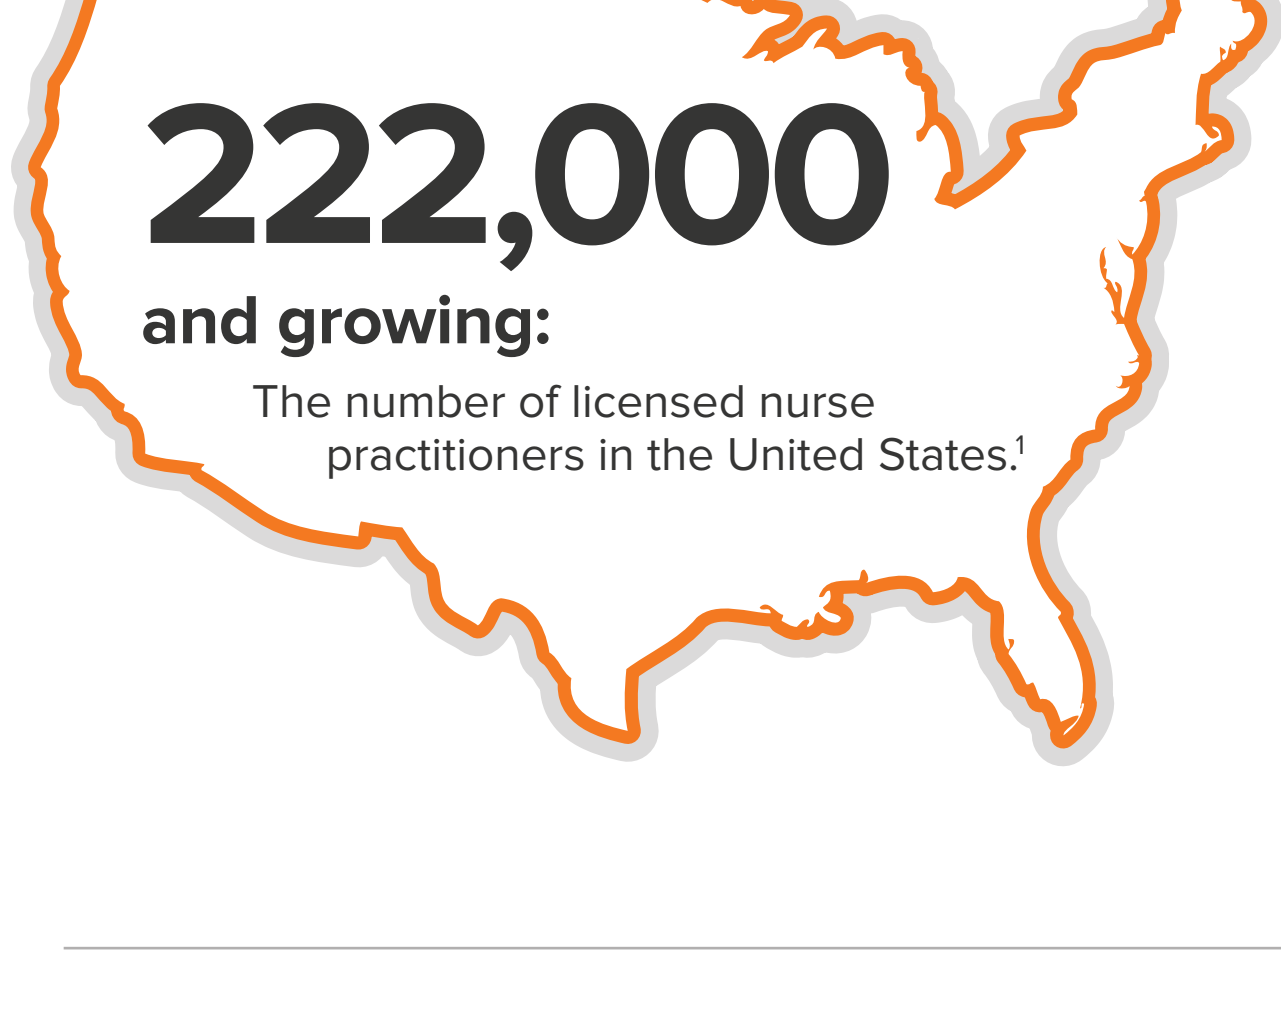 222,000
and growing:
The number of licensed nurse
practitioners in the United States.¹